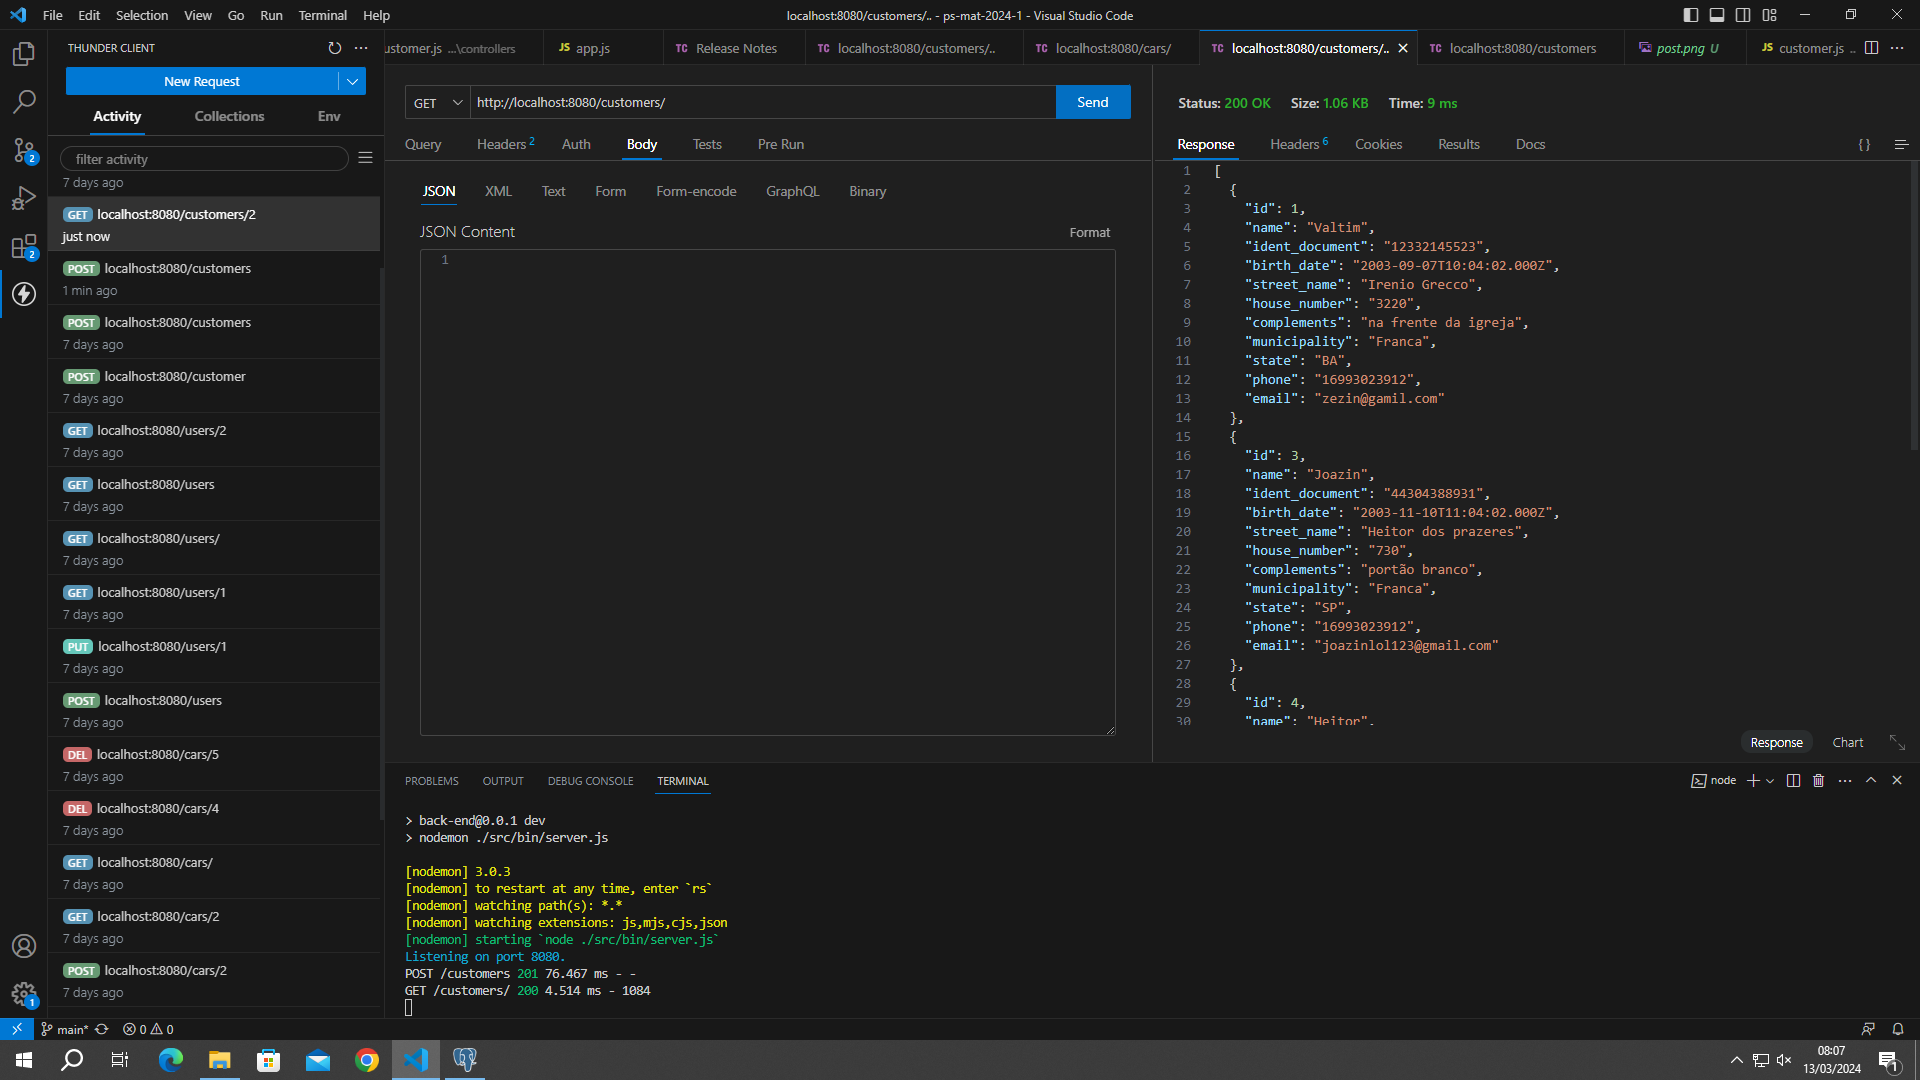 File Edit Selection View Go Run Terminal Help
localhost:8080/customers/.. - ps-mat-2024-1 - Visual Studio Code
THUNDER CLIENT
ustomer.js ...\controllers
JS app.js
TC Release Notes
TC localhost:8080/customers/..
TC localhost:8080/cars/
TC localhost:8080/customers/..
TC localhost:8080/customers
post.png U
JS customer.js ..
New Request
Activity Collections Env
filter activity
7 days ago
GET localhost:8080/customers/2
just now
POST localhost:8080/customers
1 min ago
POST localhost:8080/customers
7 days ago
POST localhost:8080/customer
7 days ago
GET localhost:8080/users/2
7 days ago
GET localhost:8080/users
7 days ago
GET localhost:8080/users/
7 days ago
GET localhost:8080/users/1
7 days ago
PUT localhost:8080/users/1
7 days ago
POST localhost:8080/users
7 days ago
DEL localhost:8080/cars/5
7 days ago
DEL localhost:8080/cars/4
7 days ago
GET localhost:8080/cars/
7 days ago
GET localhost:8080/cars/2
7 days ago
POST localhost:8080/cars/2
7 days ago
2
2
1
GET http://localhost:8080/customers/ Send
Query Headers 2 Auth Body Tests Pre Run
JSON XML Text Form Form-encode GraphQL Binary
JSON Content Format
1
Status: 200 OK Size: 1.06 KB Time: 9 ms
Response Headers 6 Cookies Results Docs {}
1 [
2 {
3 "id": 1,
4 "name": "Valtim",
5 "ident_document": "12332145523",
6 "birth_date": "2003-09-07T10:04:02.000Z",
7 "street_name": "Irenio Grecco",
8 "house_number": "3220",
9 "complements": "na frente da igreja",
10 "municipality": "Franca",
11 "state": "BA",
12 "phone": "16993023912",
13 "email": "zezin@gamil.com"
14 },
15 {
16 "id": 3,
17 "name": "Joazin",
18 "ident_document": "44304388931",
19 "birth_date": "2003-11-10T11:04:02.000Z",
20 "street_name": "Heitor dos prazeres",
21 "house_number": "730",
22 "complements": "portão branco",
23 "municipality": "Franca",
24 "state": "SP",
25 "phone": "16993023912",
26 "email": "joazinlol123@gmail.com"
27 },
28 {
29 "id": 4,
30 "name": "Heitor",
Response Chart
PROBLEMS OUTPUT DEBUG CONSOLE TERMINAL
node
> back-end@0.0.1 dev
> nodemon ./src/bin/server.js
[nodemon] 3.0.3
[nodemon] to restart at any time, enter `rs`
[nodemon] watching path(s): *.*
[nodemon] watching extensions: js,mjs,cjs,json
[nodemon] starting `node ./src/bin/server.js`
Listening on port 8080.
POST /customers 201 76.467 ms - -
GET /customers/ 200 4.514 ms - 1084
main* 0 0
08:07
13/03/2024
1